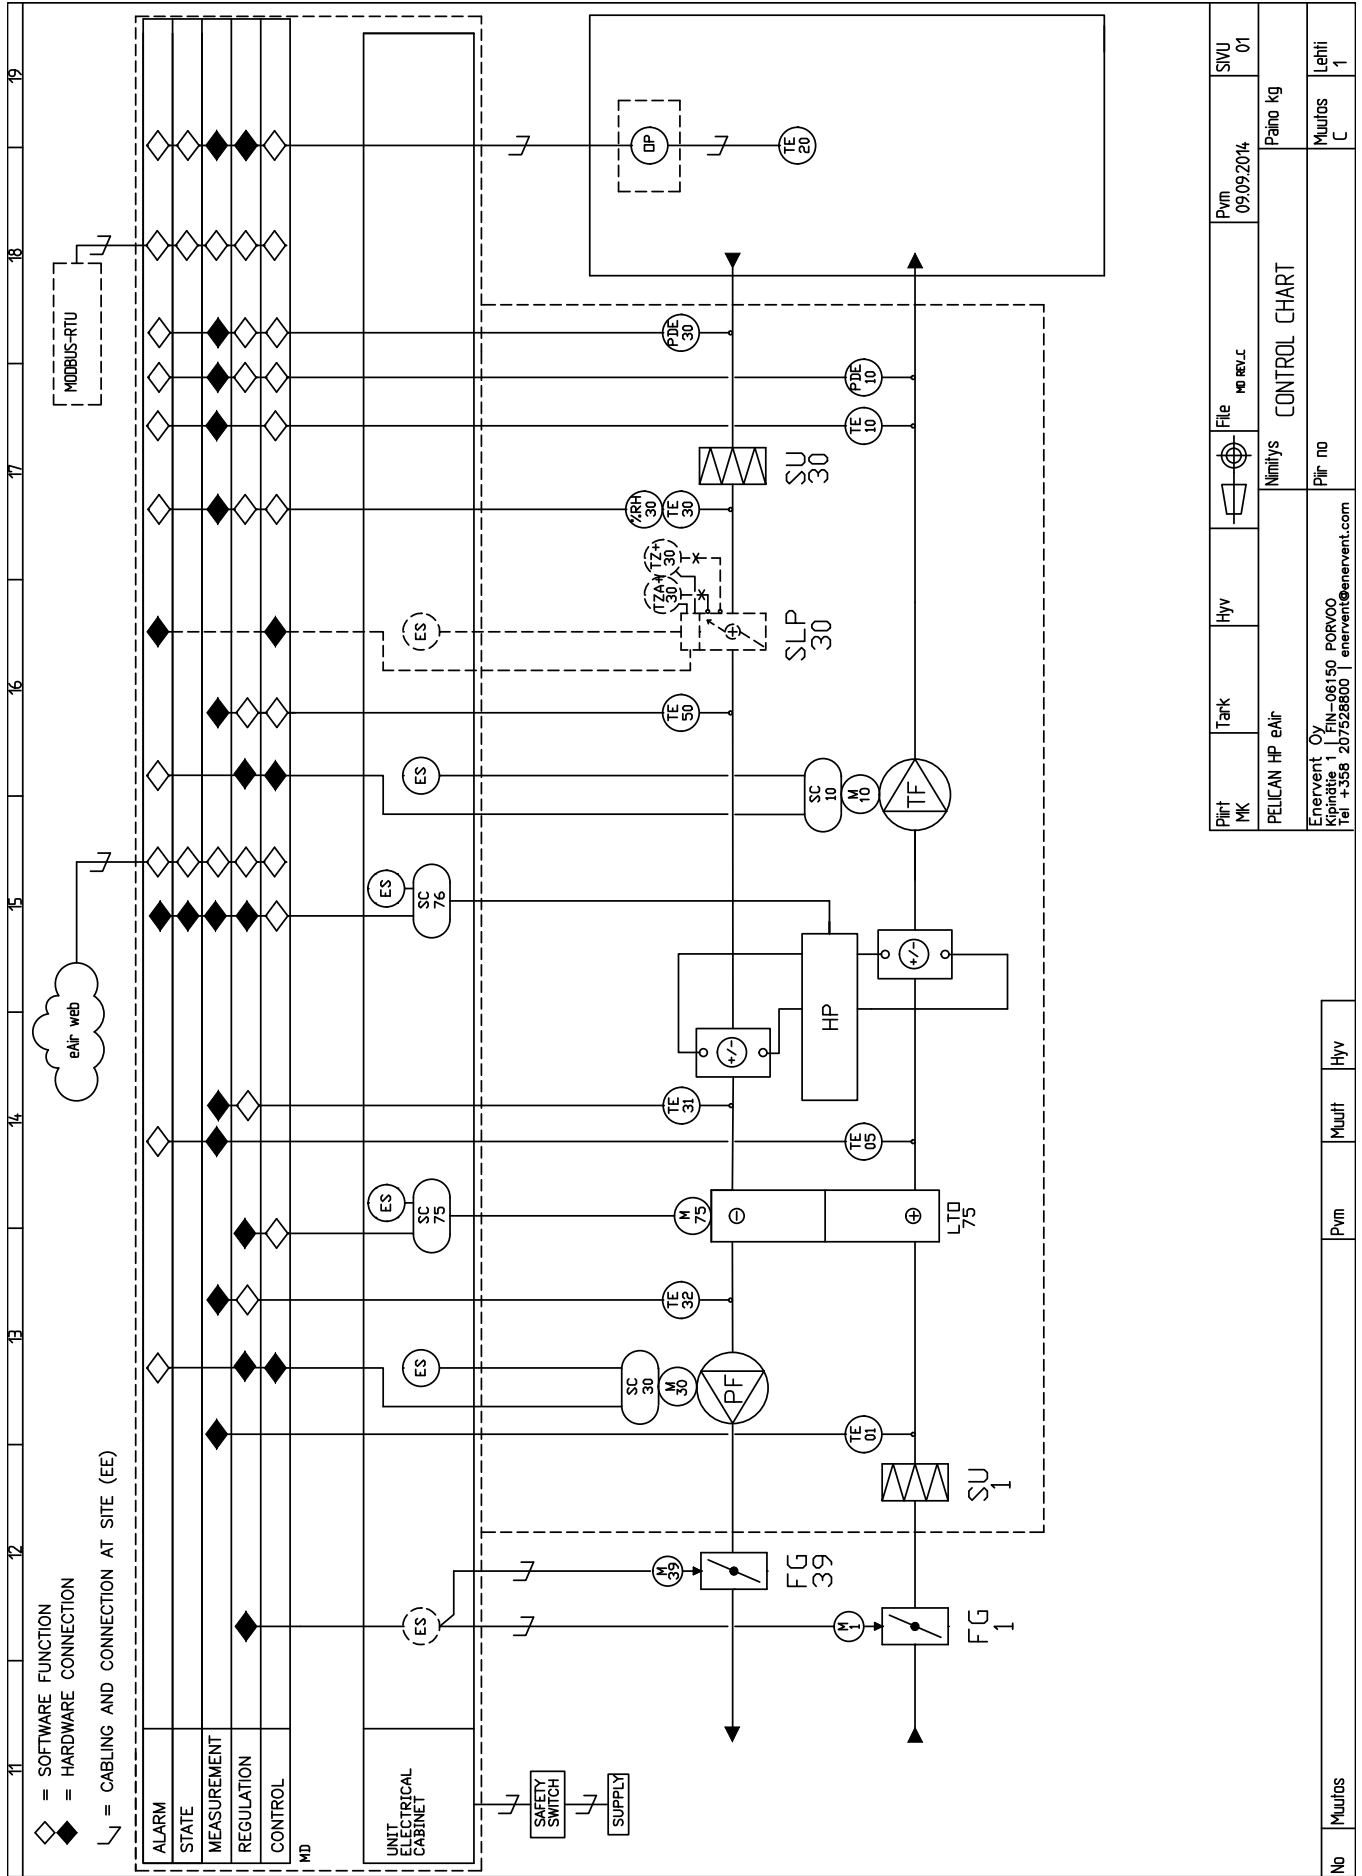 11 12 13 14 15 16 17 18 19
= SOFTWARE FUNCTION
= HARDWARE CONNECTION
= CABLING AND CONNECTION AT SITE (EE)
eAir web
MODBUS-RTU
ALARM
STATE
MEASUREMENT
REGULATION
CONTROL
MD
UNIT
ELECTRICAL
CABINET
ES
ES
ES
SC
75
ES
SC
76
ES
ES
SAFETY
SWITCH
SUPPLY
M
39
FG
39
SC
30
M
30
PF
TE
32
M
75
TE
31
+/-
TE
50
TZA+
30
TZ+
30
SLP
30
%RH
30
TE
30
SU
30
PDE
30
OP
TE
20
HP
M
1
FG
1
SU
1
TE
01
LTO
75
TE
05
+/-
SC
10
M
10
TF
TE
10
PDE
10
Piirt
MK
Tark
Hyv
File
MD REV.C
Pvm
09.09.2014
SIVU
01
PELICAN HP eAir
Nimitys
CONTROL CHART
Paino kg
Enervent Oy
Kipinätie 1 | FIN-06150 PORVOO
Tel +358 207528800 | enervent@enervent.com
Piir no
Muutos
C
Lehti
1
No
Muutos
Pvm
Muutt
Hyv